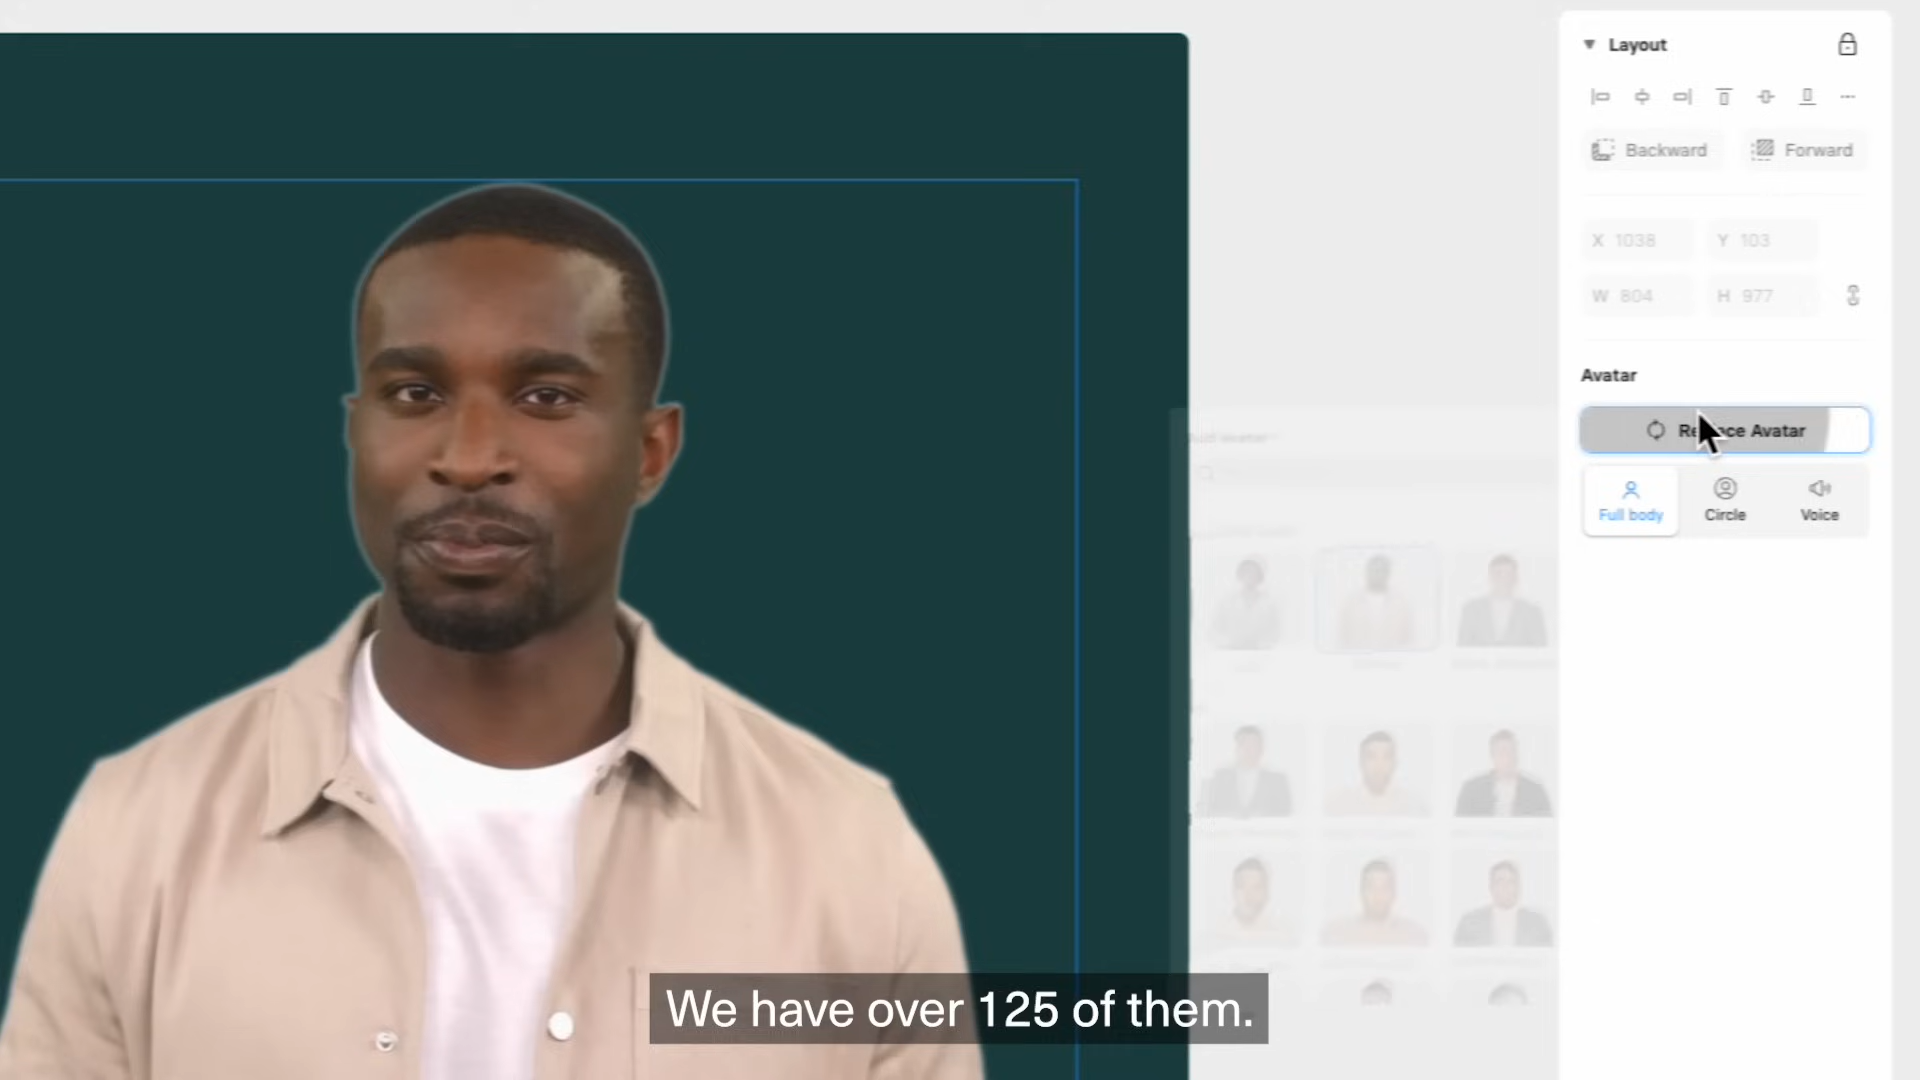 Layout
Backward
Forward
X 1038
Y 103
W 804
H 977
Avatar
Replace Avatar
Full body
Circle
Voice
We have over 125 of them.